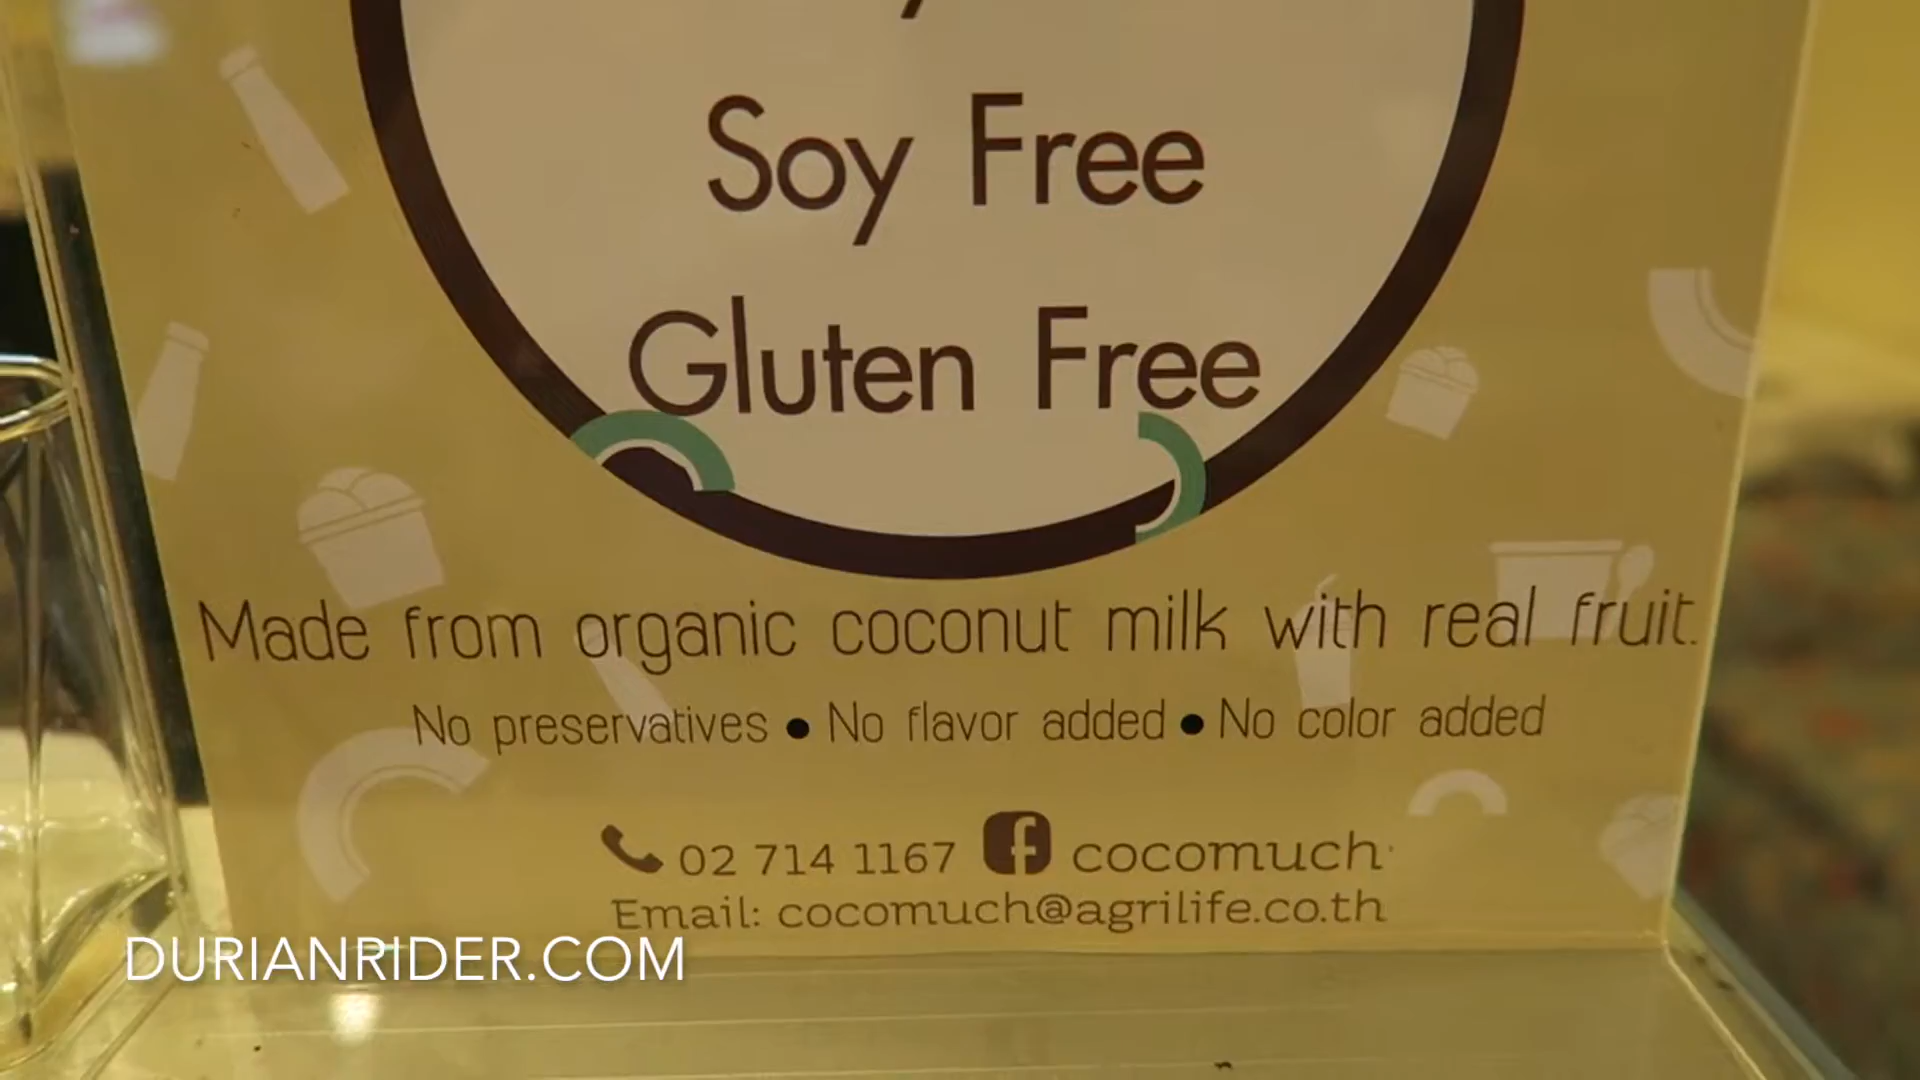 Soy Free
Gluten Free
Made from organic coconut milk with real fruit.
No preservatives • No flavor added • No color added
02 714 1167 f cocomuch
Email: cocomuch@agrilife.co.th
DURIANRIDER.COM